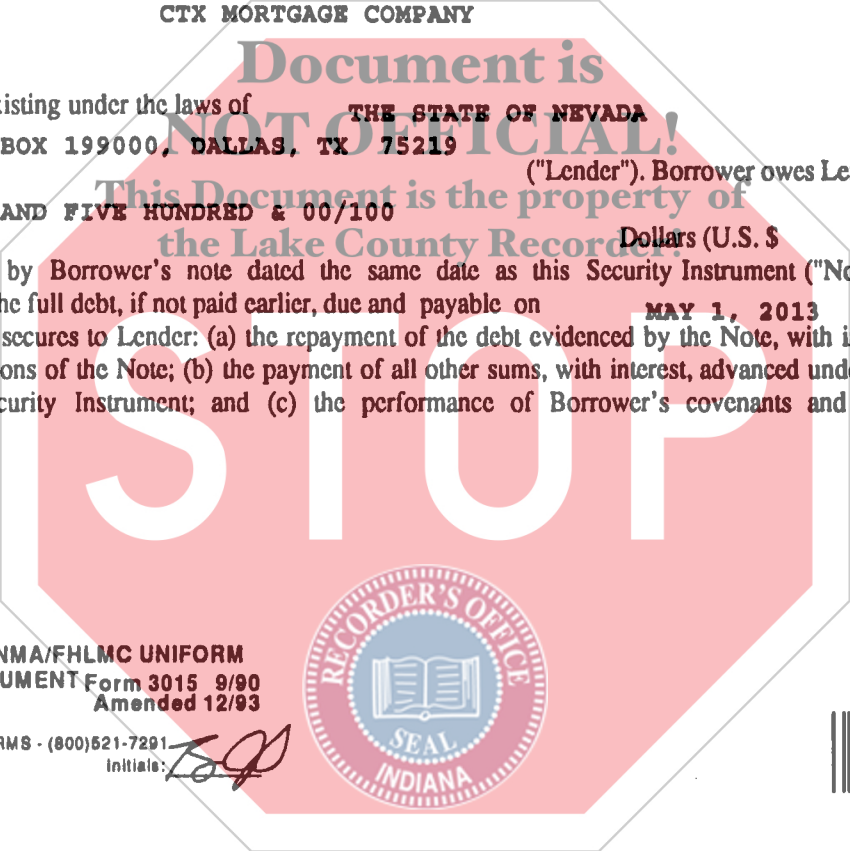 CTX MORTGAGE COMPANY
Document is
isting under the laws of THE STATE OF NEVADA
NOT OFFICIAL!
BOX 199000, DALLAS, TX 75219
("Lender"). Borrower owes Le
This Document is the property of
AND FIVE HUNDRED & 00/100
the Lake County Recorder!
Dollars (U.S. $
by Borrower's note dated the same date as this Security Instrument ("No
he full debt, if not paid earlier, due and payable on MAY 1, 2013
secures to Lender: (a) the repayment of the debt evidenced by the Note, with i
ons of the Note; (b) the payment of all other sums, with interest, advanced und
curity Instrument; and (c) the performance of Borrower's covenants and
STOP
RECORDER'S OFFICE
SEAL
INDIANA
NMA/FHLMC UNIFORM
UMENT Form 3015 9/90
Amended 12/93
RMS - (800)521-7291
Initials: